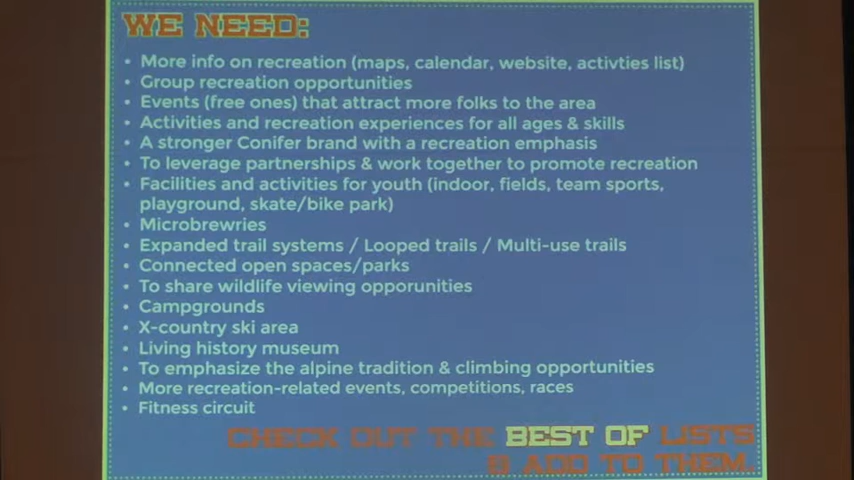 WE NEED:
• More info on recreation (maps, calendar, website, activties list)
• Group recreation opportunities
• Events (free ones) that attract more folks to the area
• Activities and recreation experiences for all ages & skills
• A stronger Conifer brand with a recreation emphasis
• To leverage partnerships & work together to promote recreation
• Facilities and activities for youth (indoor, fields, team sports,
playground, skate/bike park)
• Microbrewries
• Expanded trail systems / Looped trails / Multi-use trails
• Connected open spaces/parks
• To share wildlife viewing opporunities
• Campgrounds
• X-country ski area
• Living history museum
• To emphasize the alpine tradition & climbing opportunities
• More recreation-related events, competitions, races
• Fitness circuit
CHECK OUT THE BEST OF LISTS
& ADD TO THEM.